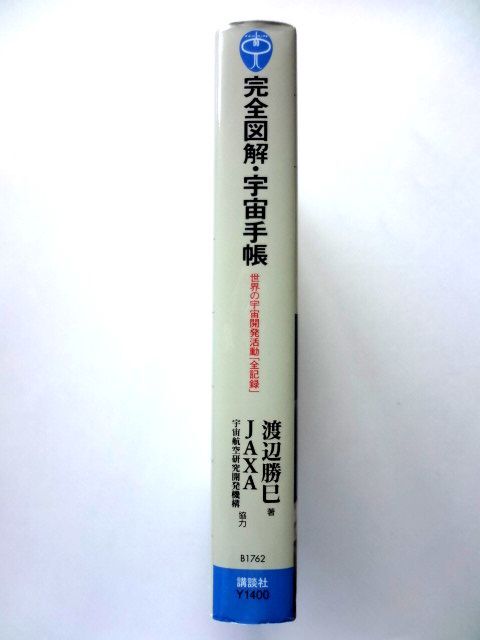 完全図解・宇宙手帳
世界の宇宙開発活動「全記録」
渡辺勝巳 著
JAXA
宇宙航空研究開発機構 協力
B1762
講談社
Y1400